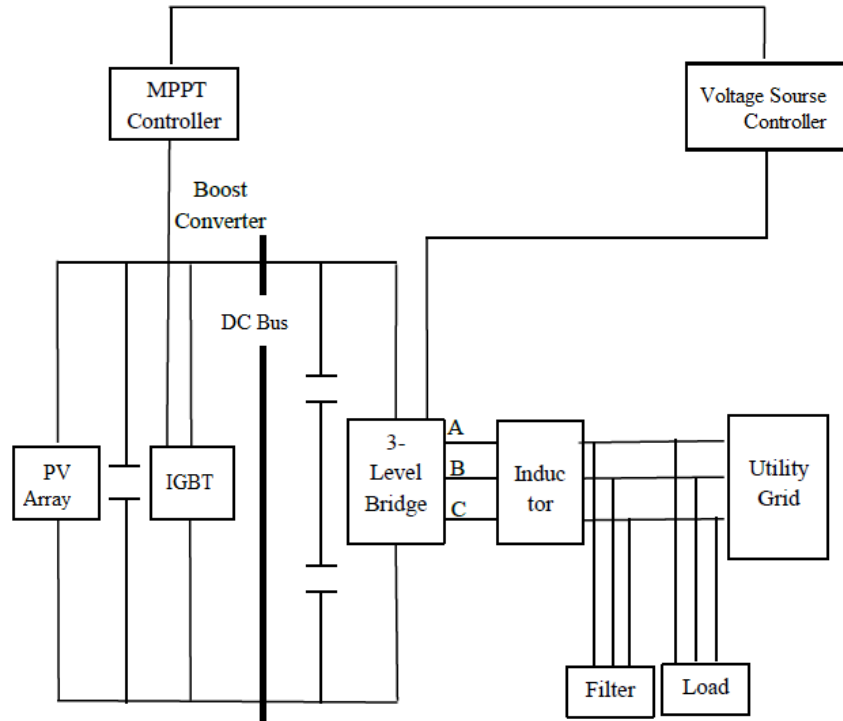 MPPT
Controller
Voltage Sourse
Controller
Boost
Converter
DC Bus
PV
Array
IGBT
3-
Level
Bridge
A
B
C
Induc
tor
Utility
Grid
Filter
Load